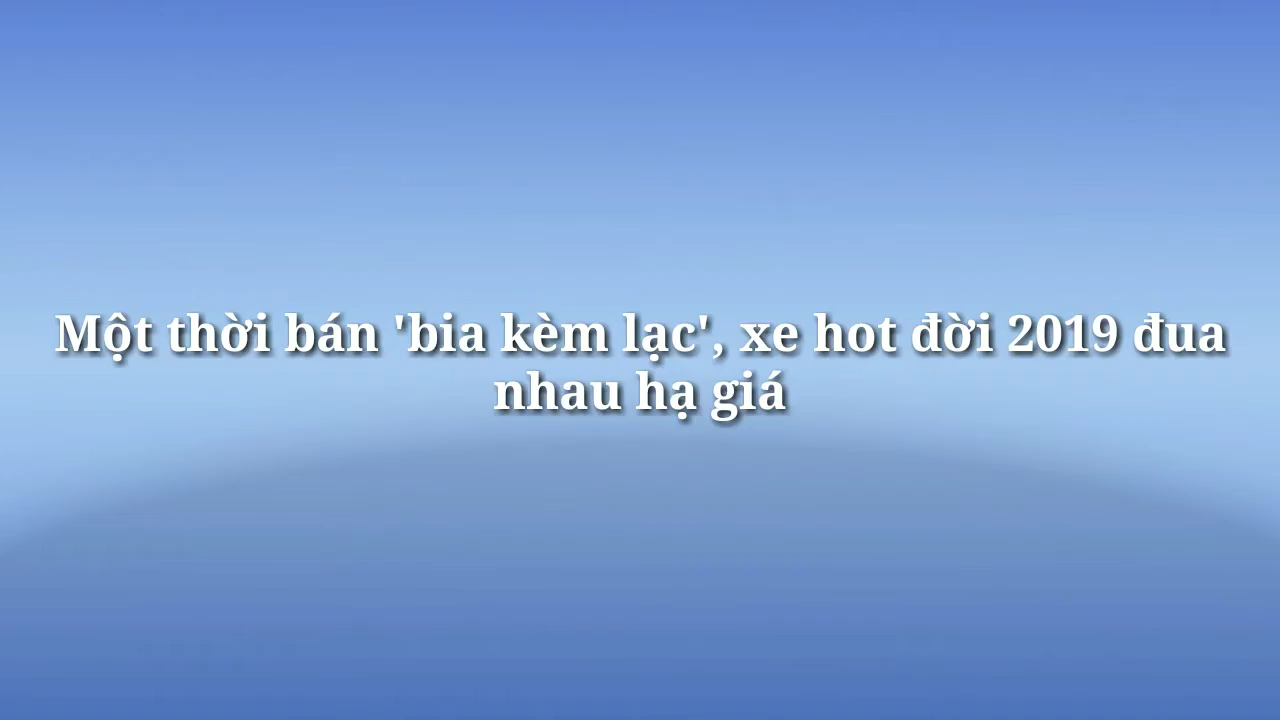 Một thời bán 'bia kèm lạc', xe hot đời 2019 đua
nhau hạ giá